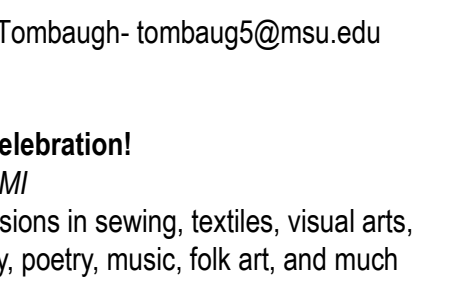 Tombaugh- tombaug5@msu.edu
elebration!
MI
sions in sewing, textiles, visual arts,
y, poetry, music, folk art, and much